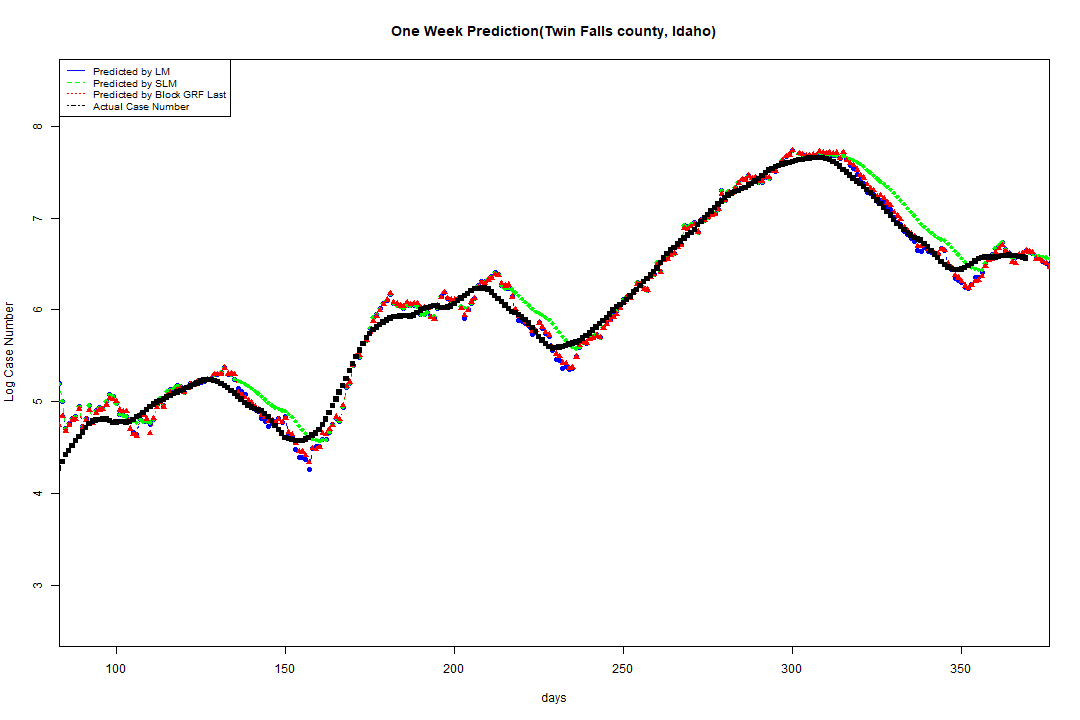 One Week Prediction(Twin Falls county, Idaho)
Predicted by LM
Predicted by SLM
Predicted by Block GRF Last
Actual Case Number
8
7
6
5
4
3
Log Case Number
100 150 200 250 300 350
days